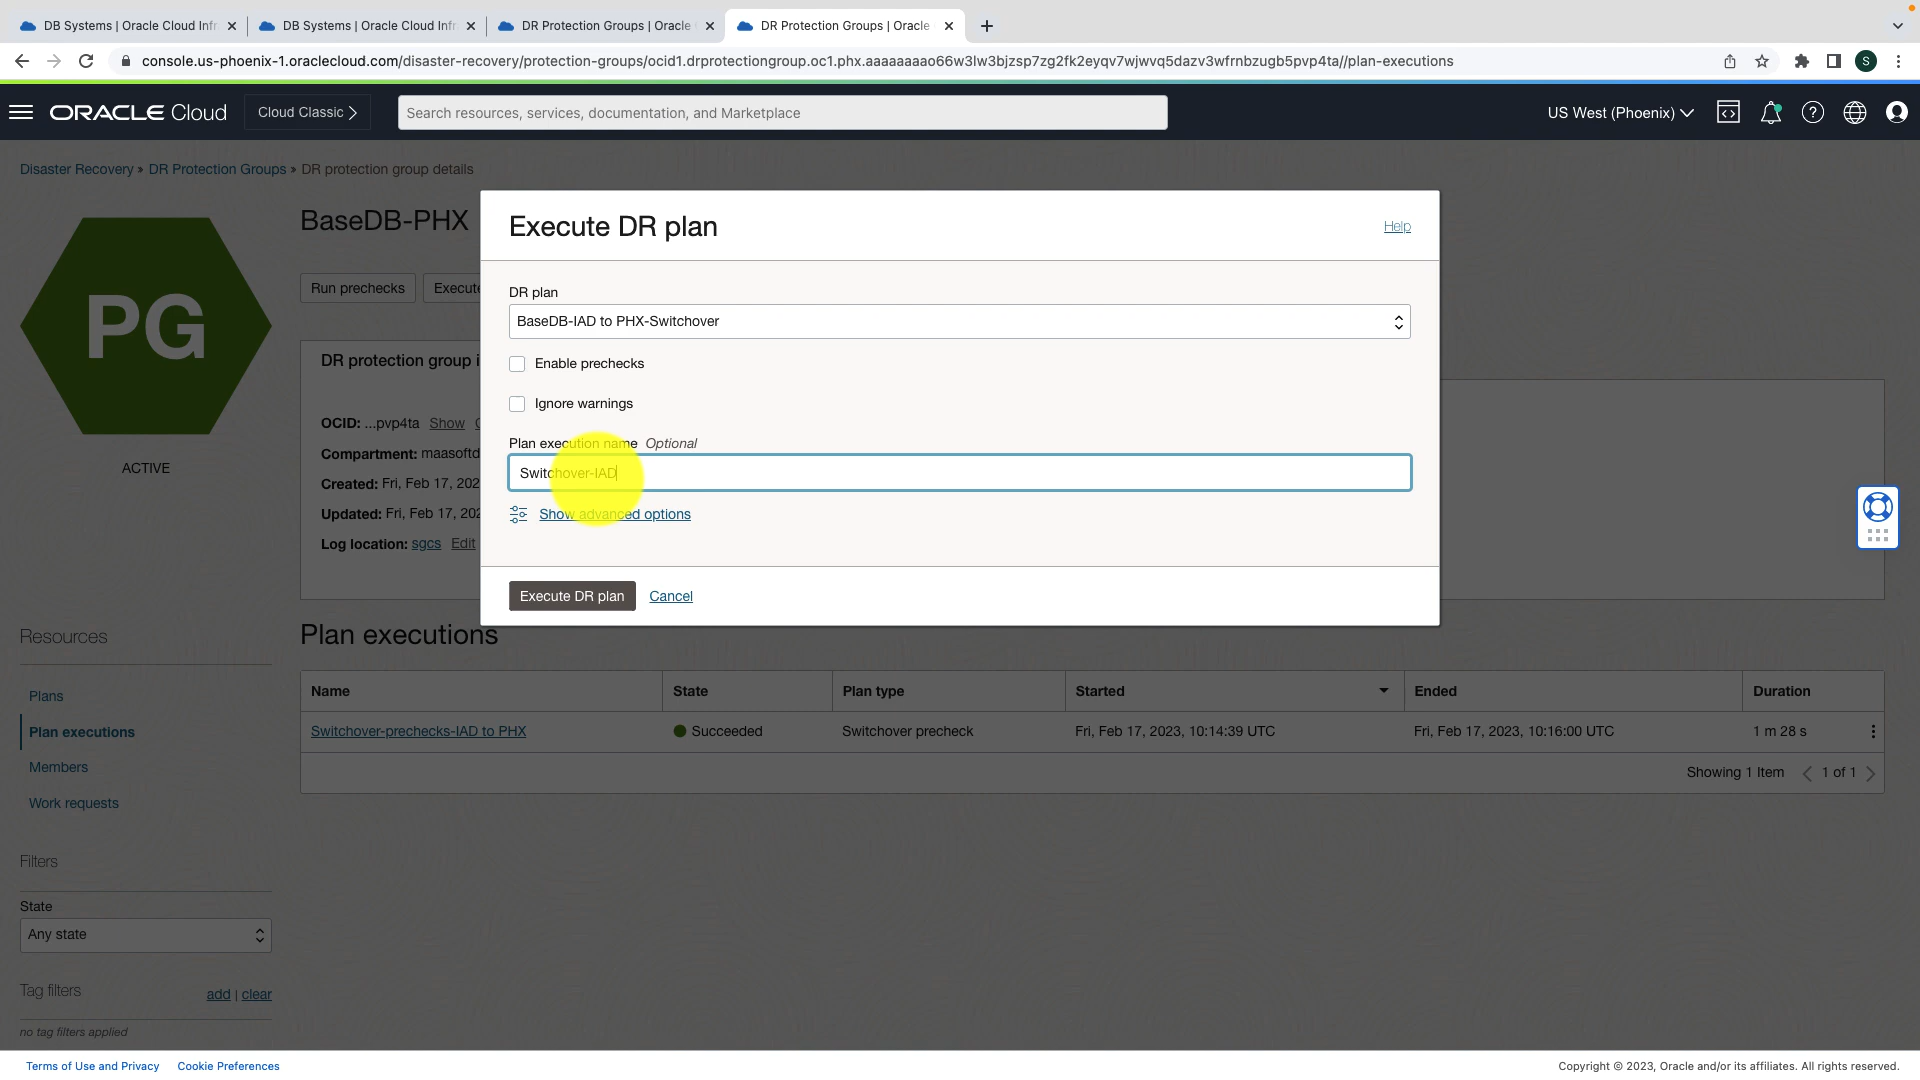 DB Systems | Oracle Cloud Infr
DB Systems | Oracle Cloud Infr
DR Protection Groups | Oracle
DR Protection Groups | Oracle
console.us-phoenix-1.oraclecloud.com/disaster-recovery/protection-groups/ocid1.drprotectiongroup.oc1.phx.aaaaaaaao66w3lw3bjzsp7zg2fk2eyqv7wjwvq5dazv3wfrnbzugb5pvp4ta//plan-executions
S
ORACLE Cloud
Cloud Classic
Search resources, services, documentation, and Marketplace
US West (Phoenix)
Disaster Recovery » DR Protection Groups » DR protection group details
PG
ACTIVE
BaseDB-PHX
Run prechecks
Execute
DR protection group i
OCID: ...pvp4ta Show
Compartment: maasoftd
Created: Fri, Feb 17, 202
Updated: Fri, Feb 17, 202
Log location: sgcs Edit
Execute DR plan
Help
DR plan
BaseDB-IAD to PHX-Switchover
Enable prechecks
Ignore warnings
Plan execution name Optional
Switchover-IAD
Show advanced options
Execute DR plan
Cancel
Resources
Plans
Plan executions
Members
Work requests
Filters
State
Any state
Tag filters
add | clear
no tag filters applied
Plan executions
Name State Plan type Started Ended Duration
Switchover-prechecks-IAD to PHX Succeeded Switchover precheck Fri, Feb 17, 2023, 10:14:39 UTC Fri, Feb 17, 2023, 10:16:00 UTC 1 m 28 s
Showing 1 Item 1 of 1
Terms of Use and Privacy Cookie Preferences
Copyright © 2023, Oracle and/or its affiliates. All rights reserved.